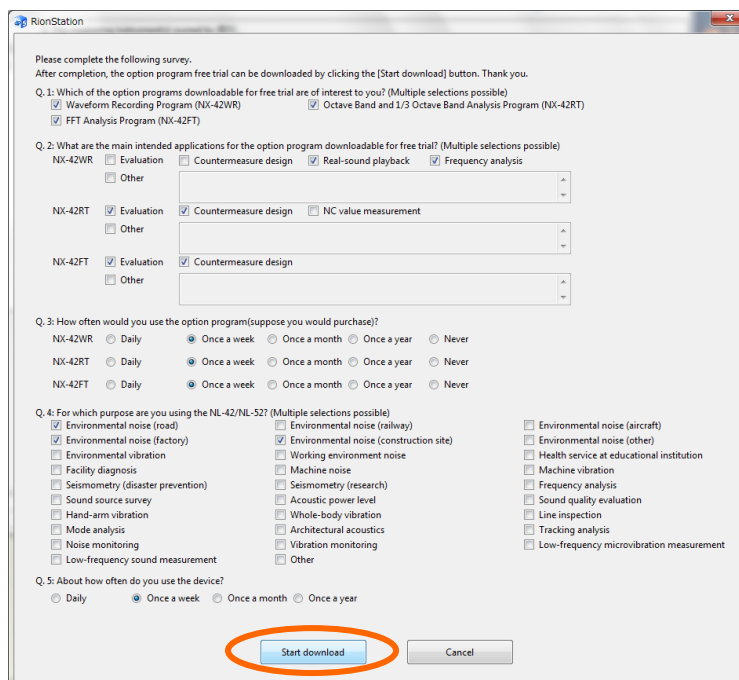 RionStation
Please complete the following survey.
After completion, the option program free trial can be downloaded by clicking the [Start download] button. Thank you.
Q. 1: Which of the option programs downloadable for free trial are of interest to you? (Multiple selections possible)
Waveform Recording Program (NX-42WR) Octave Band and 1/3 Octave Band Analysis Program (NX-42RT)
FFT Analysis Program (NX-42FT)
Q. 2: What are the main intended applications for the option program downloadable for free trial? (Multiple selections possible)
NX-42WR Evaluation Countermeasure design Real-sound playback Frequency analysis
Other
NX-42RT Evaluation Countermeasure design NC value measurement
Other
NX-42FT Evaluation Countermeasure design
Other
Q. 3: How often would you use the option program(suppose you would purchase)?
NX-42WR Daily Once a week Once a month Once a year Never
NX-42RT Daily Once a week Once a month Once a year Never
NX-42FT Daily Once a week Once a month Once a year Never
Q. 4: For which purpose are you using the NL-42/NL-52? (Multiple selections possible)
Environmental noise (road) Environmental noise (railway) Environmental noise (aircraft)
Environmental noise (factory) Environmental noise (construction site) Environmental noise (other)
Environmental vibration Working environment noise Health service at educational institution
Facility diagnosis Machine noise Machine vibration
Seismometry (disaster prevention) Seismometry (research) Frequency analysis
Sound source survey Acoustic power level Sound quality evaluation
Hand-arm vibration Whole-body vibration Line inspection
Mode analysis Architectural acoustics Tracking analysis
Noise monitoring Vibration monitoring Low-frequency microvibration measurement
Low-frequency sound measurement Other
Q. 5: About how often do you use the device?
Daily Once a week Once a month Once a year
Start download Cancel